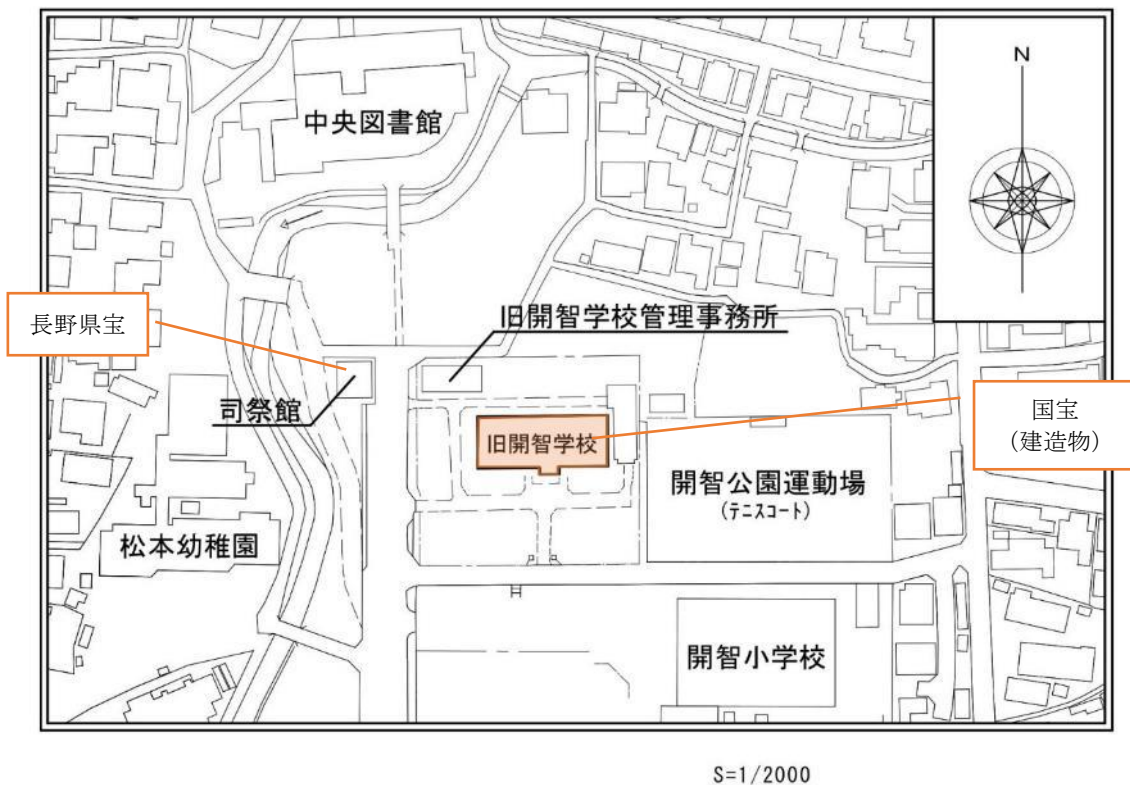 中央図書館
N
長野県宝
旧開智学校管理事務所
司祭館
旧開智学校
国宝
（建造物）
開智公園運動場
(ﾃﾆｽｺｰﾄ)
松本幼稚園
開智小学校
S=1/2000